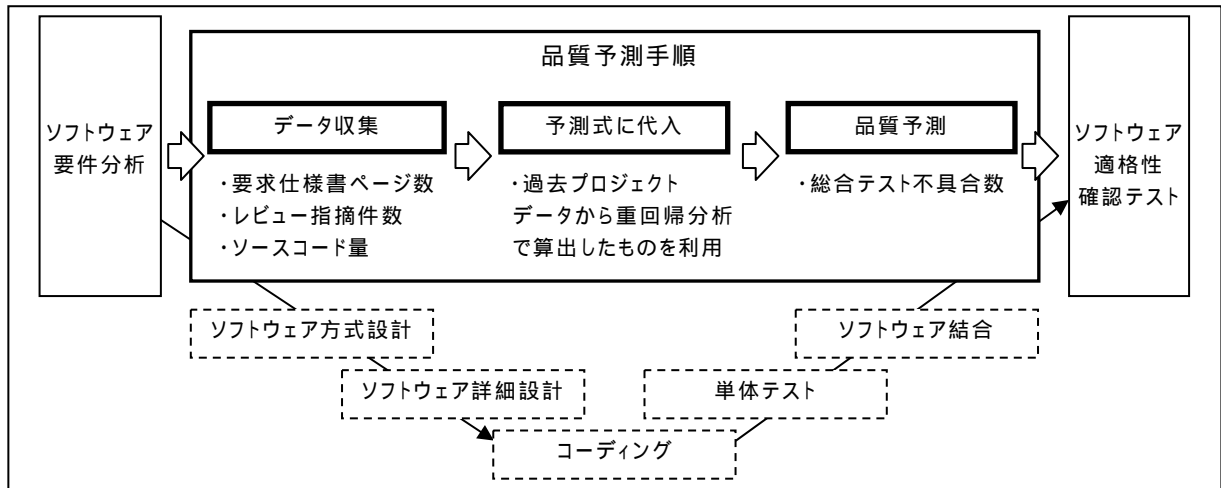 品質予測手順
ソフトウェア
要件分析
データ収集
・要求仕様書ページ数
・レビュー指摘件数
・ソースコード量
予測式に代入
・過去プロジェクト
データから重回帰分析
で算出したものを利用
品質予測
・総合テスト不具合数
ソフトウェア
適格性
確認テスト
ソフトウェア方式設計
ソフトウェア結合
ソフトウェア詳細設計
単体テスト
コーディング